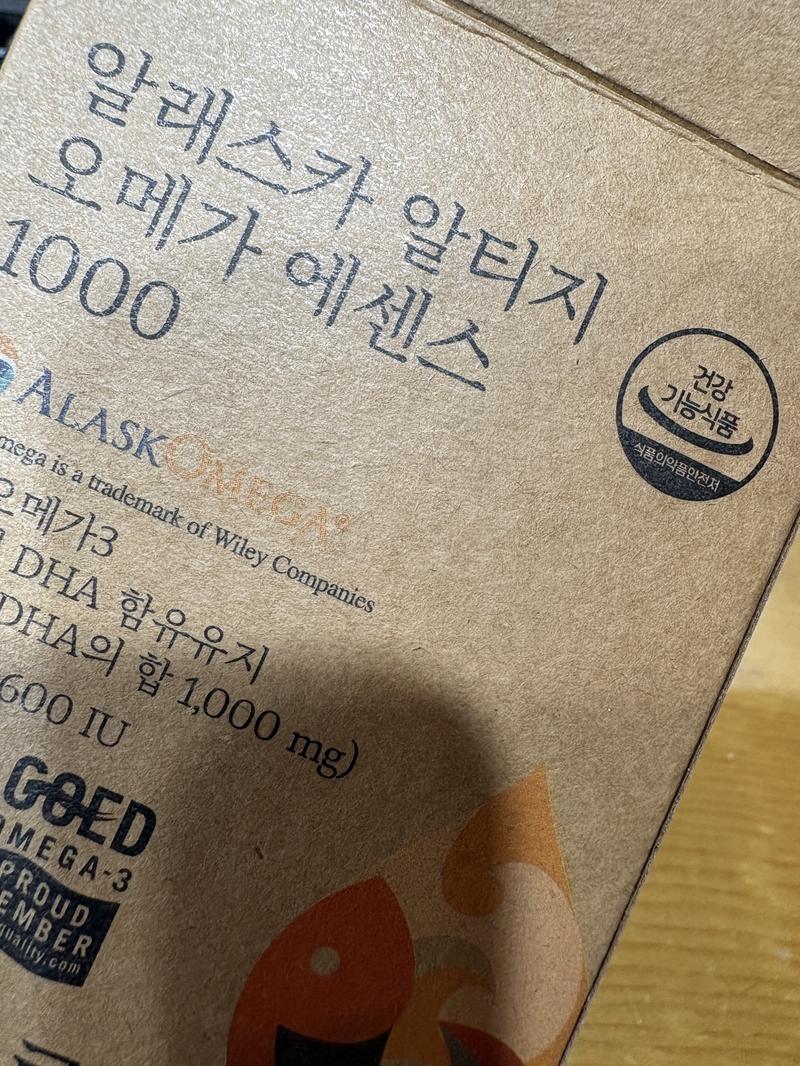 알래스카 알티지
오메가 에센스
1000
건강
기능식품
식품의약품안전처
ALASKOMEGA®
omega is a trademark of Wiley Companies
오메가3
DHA 함유유지
DHA의 합 1,000 mg)
600 IU
GOED
OMEGA-3
PROUD
MEMBER
quality.com